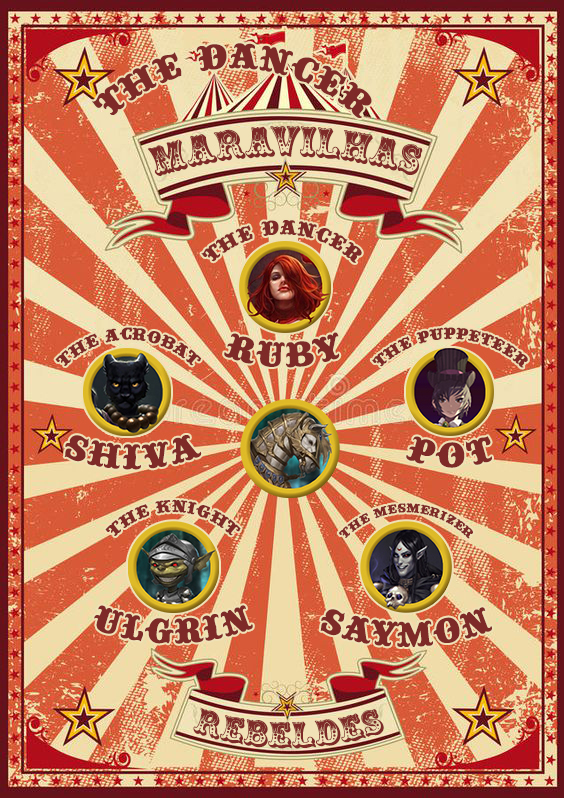 THE DANCER
MARAVILHAS
THE DANCER
RUBY
THE ACROBAT
SHIVA
THE PUPPETEER
POT
THE KNIGHT
ULGRIN
THE MESMERIZER
SAYMON
REBELDES